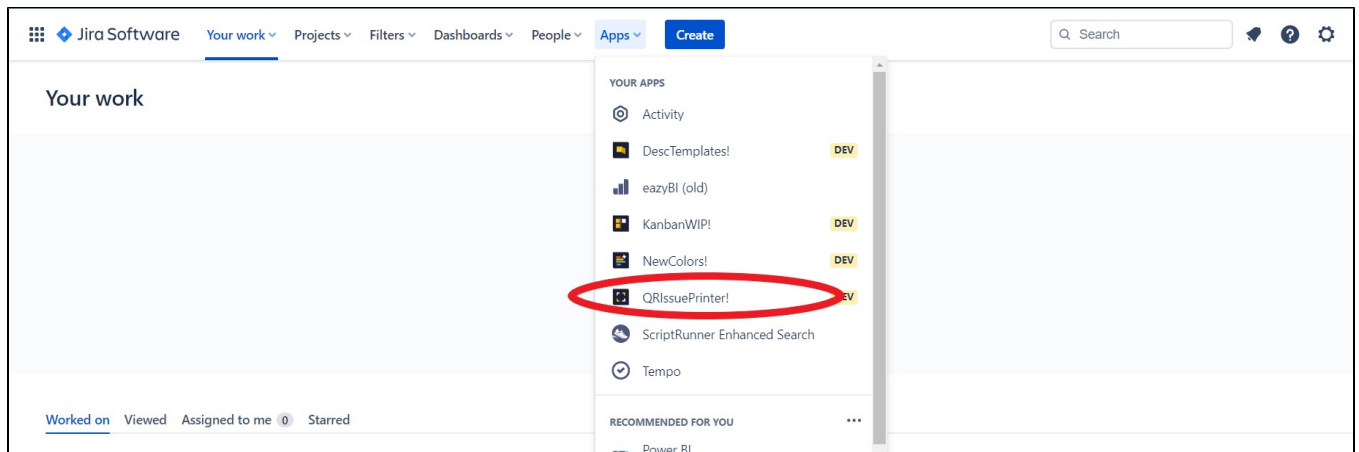 Jira Software Your work Projects Filters Dashboards People Apps Create Search
Your work
YOUR APPS
Activity
DescTemplates! DEV
eazyBI (old)
KanbanWIP! DEV
NewColors! DEV
QRIssuePrinter! EV
ScriptRunner Enhanced Search
Tempo
Worked on Viewed Assigned to me 0 Starred
RECOMMENDED FOR YOU
Power BI